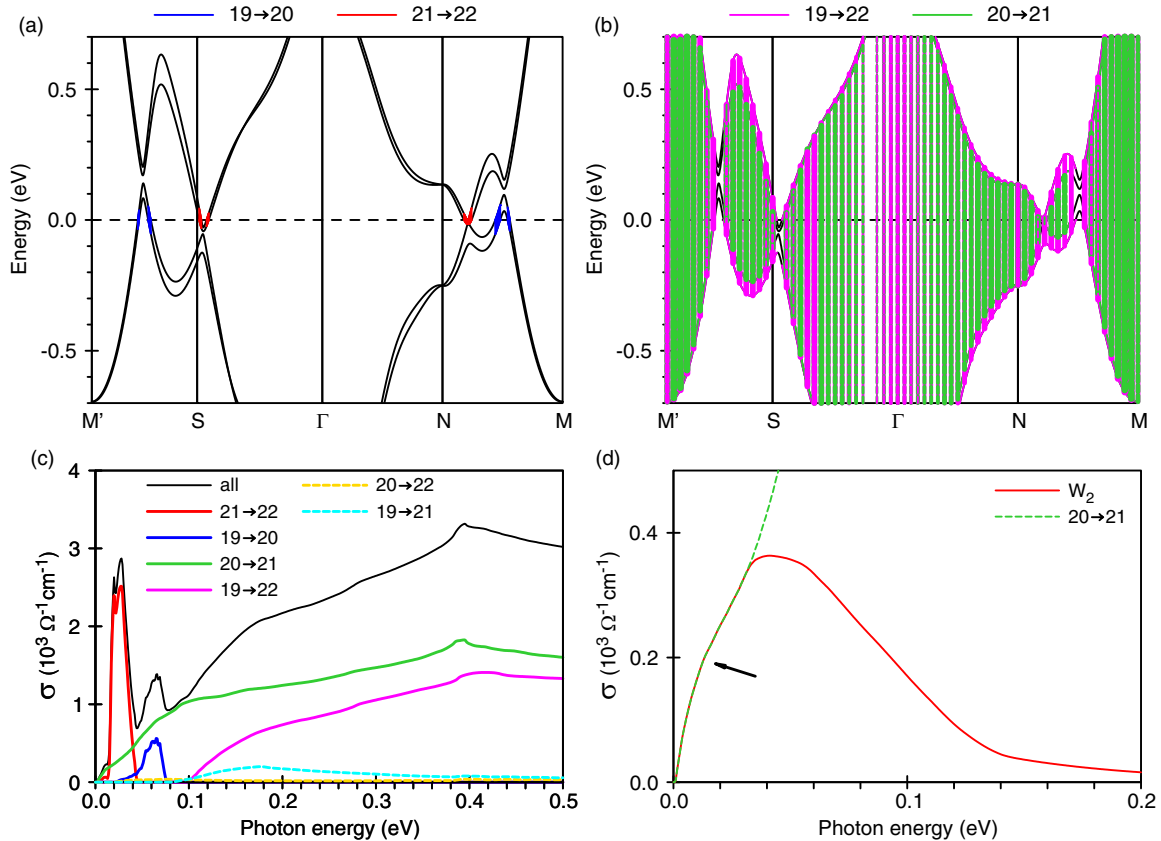 (a) 19→20 21→22
Energy (eV)
0.5
0.0
-0.5
M' S Γ N M
(b) 19→22 20→21
Energy (eV)
0.5
0.0
-0.5
M' S Γ N M
(c)
σ (10³ Ω⁻¹cm⁻¹)
4
3
2
1
0
all
21→22
19→20
20→21
19→22
20→22
19→21
0.0 0.1 0.2 0.3 0.4 0.5
Photon energy (eV)
(d)
σ (10³ Ω⁻¹cm⁻¹)
0.4
0.2
0.0
W₂
20→21
0.0 0.1 0.2
Photon energy (eV)